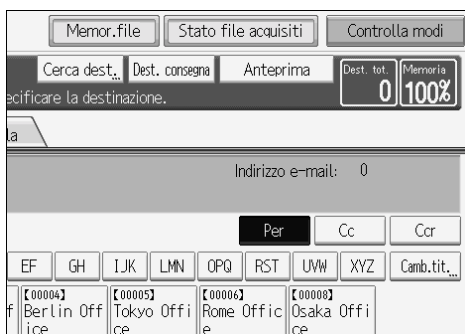 Memor.file Stato file acquisiti Controlla modi
Cerca dest. Dest. consegna Anteprima Dest. tot. Memoria
ecificare la destinazione. 0 100%
la
Indirizzo e-mail: 0
Per Cc Ccr
EF GH IJK LMN OPQ RST UVW XYZ Camb.tit.
【00004】 【00005】 【00006】 【00008】
f Berlin Off Tokyo Offi Rome Offic Osaka Offi
ice ce e ce